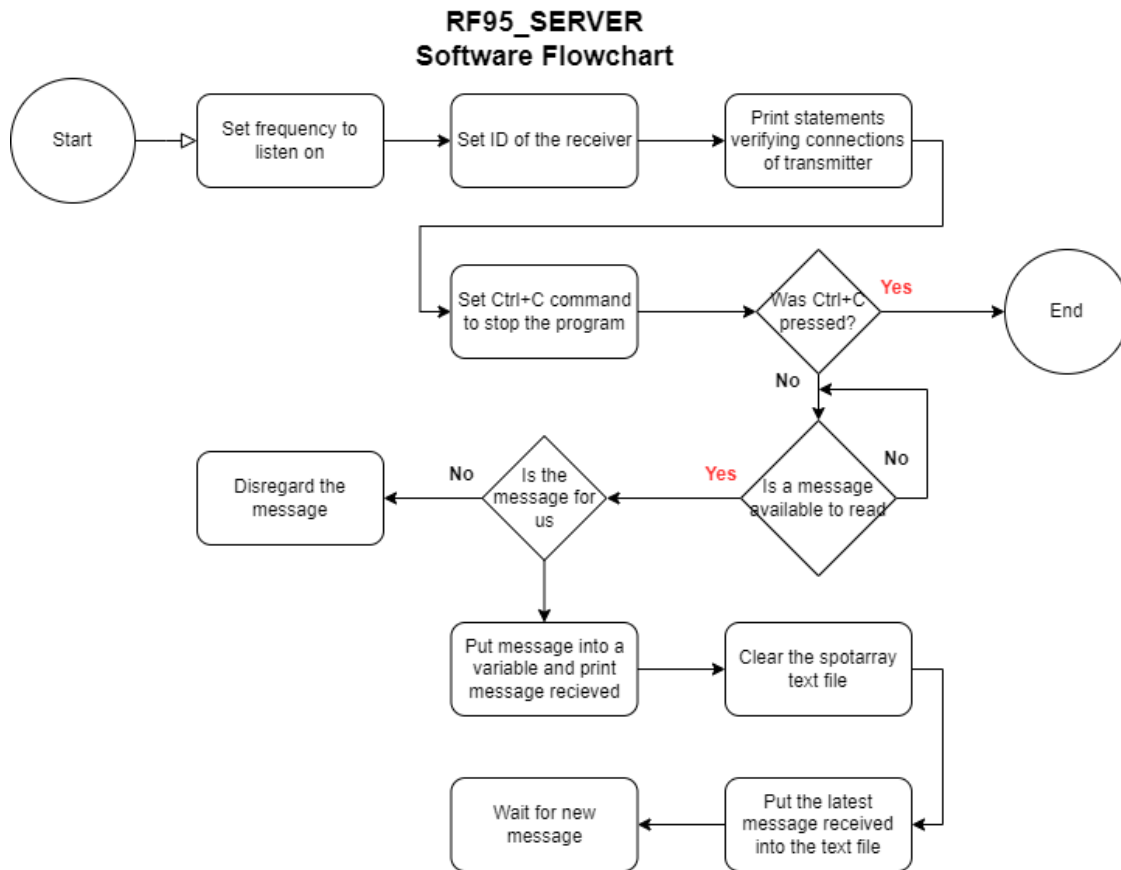 RF95_SERVER
Software Flowchart
Start
Set frequency to
listen on
Set ID of the receiver
Print statements
verifying connections
of transmitter
Set Ctrl+C command
to stop the program
Was Ctrl+C
pressed?
Yes
End
No
Is a message
available to read
No
Yes
Is the
message for
us
No
Disregard the
message
Put message into a
variable and print
message recieved
Clear the spotarray
text file
Put the latest
message received
into the text file
Wait for new
message